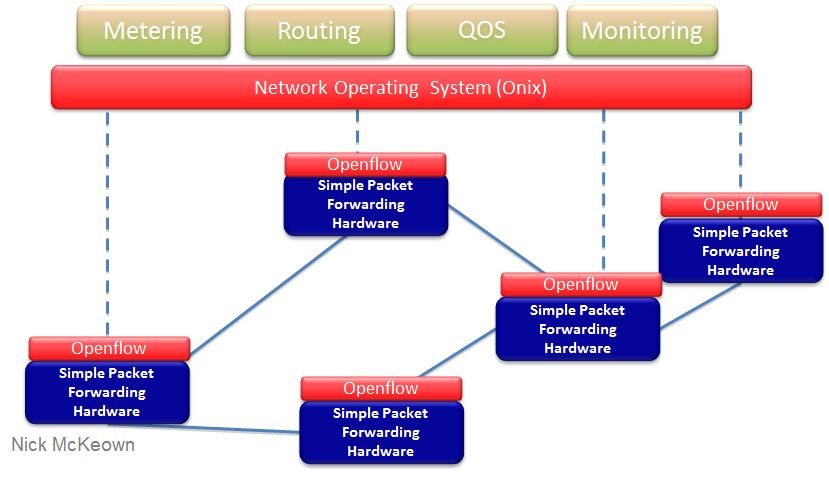 Metering
Routing
QOS
Monitoring
Network Operating System (Onix)
Openflow
Simple Packet
Forwarding
Hardware
Openflow
Simple Packet
Forwarding
Hardware
Openflow
Simple Packet
Forwarding
Hardware
Openflow
Simple Packet
Forwarding
Hardware
Openflow
Simple Packet
Forwarding
Hardware
Nick McKeown